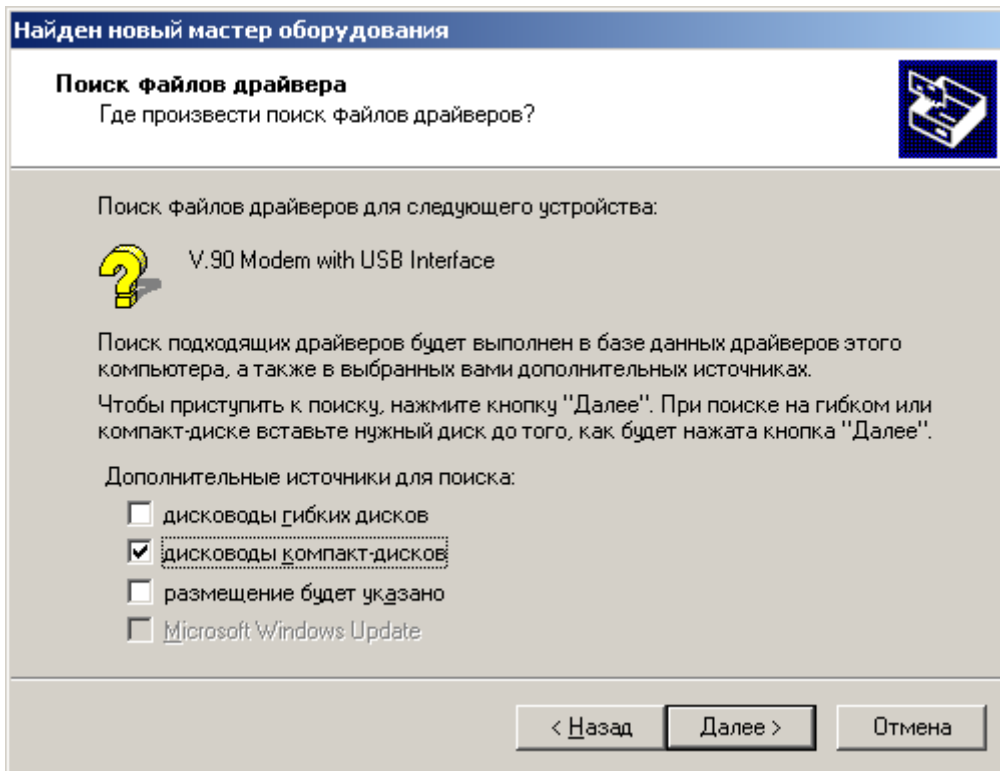 Найден новый мастер оборудования
Поиск файлов драйвера
Где произвести поиск файлов драйверов?
Поиск файлов драйверов для следующего устройства:
V.90 Modem with USB Interface
Поиск подходящих драйверов будет выполнен в базе данных драйверов этого
компьютера, а также в выбранных вами дополнительных источниках.
Чтобы приступить к поиску, нажмите кнопку "Далее". При поиске на гибком или
компакт-диске вставьте нужный диск до того, как будет нажата кнопка "Далее".
Дополнительные источники для поиска:
дисководы гибких дисков
дисководы компакт-дисков
размещение будет указано
Microsoft Windows Update
< Назад Далее > Отмена